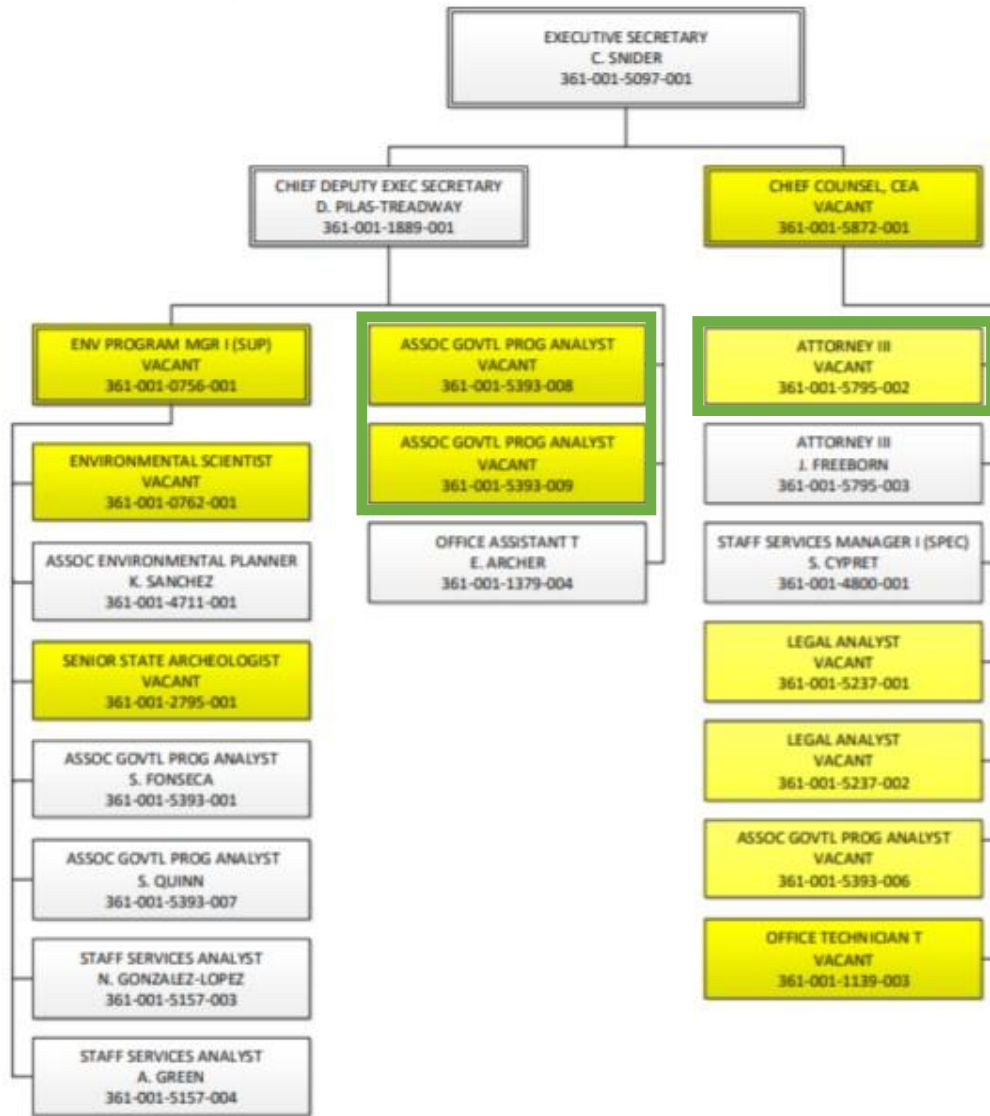 EXECUTIVE SECRETARY
C. SNIDER
361-001-5097-001
CHIEF DEPUTY EXEC SECRETARY
D. PILAS-TREADWAY
361-001-1889-001
CHIEF COUNSEL, CEA
VACANT
361-001-5872-001
ENV PROGRAM MGR I (SUP)
VACANT
361-001-0756-001
ENVIRONMENTAL SCIENTIST
VACANT
361-001-0762-001
ASSOC ENVIRONMENTAL PLANNER
K. SANCHEZ
361-001-4711-001
SENIOR STATE ARCHEOLOGIST
VACANT
361-001-2795-001
ASSOC GOVTL PROG ANALYST
S. FONSECA
361-001-5393-001
ASSOC GOVTL PROG ANALYST
S. QUINN
361-001-5393-007
STAFF SERVICES ANALYST
N. GONZALEZ-LOPEZ
361-001-5157-003
STAFF SERVICES ANALYST
A. GREEN
361-001-5157-004
ASSOC GOVTL PROG ANALYST
VACANT
361-001-5393-008
ASSOC GOVTL PROG ANALYST
VACANT
361-001-5393-009
OFFICE ASSISTANT T
E. ARCHER
361-001-1379-004
ATTORNEY III
VACANT
361-001-5795-002
ATTORNEY III
J. FREEBORN
361-001-5795-003
STAFF SERVICES MANAGER I (SPEC)
S. CYPRET
361-001-4800-001
LEGAL ANALYST
VACANT
361-001-5237-001
LEGAL ANALYST
VACANT
361-001-5237-002
ASSOC GOVTL PROG ANALYST
VACANT
361-001-5393-006
OFFICE TECHNICIAN T
VACANT
361-001-1139-003